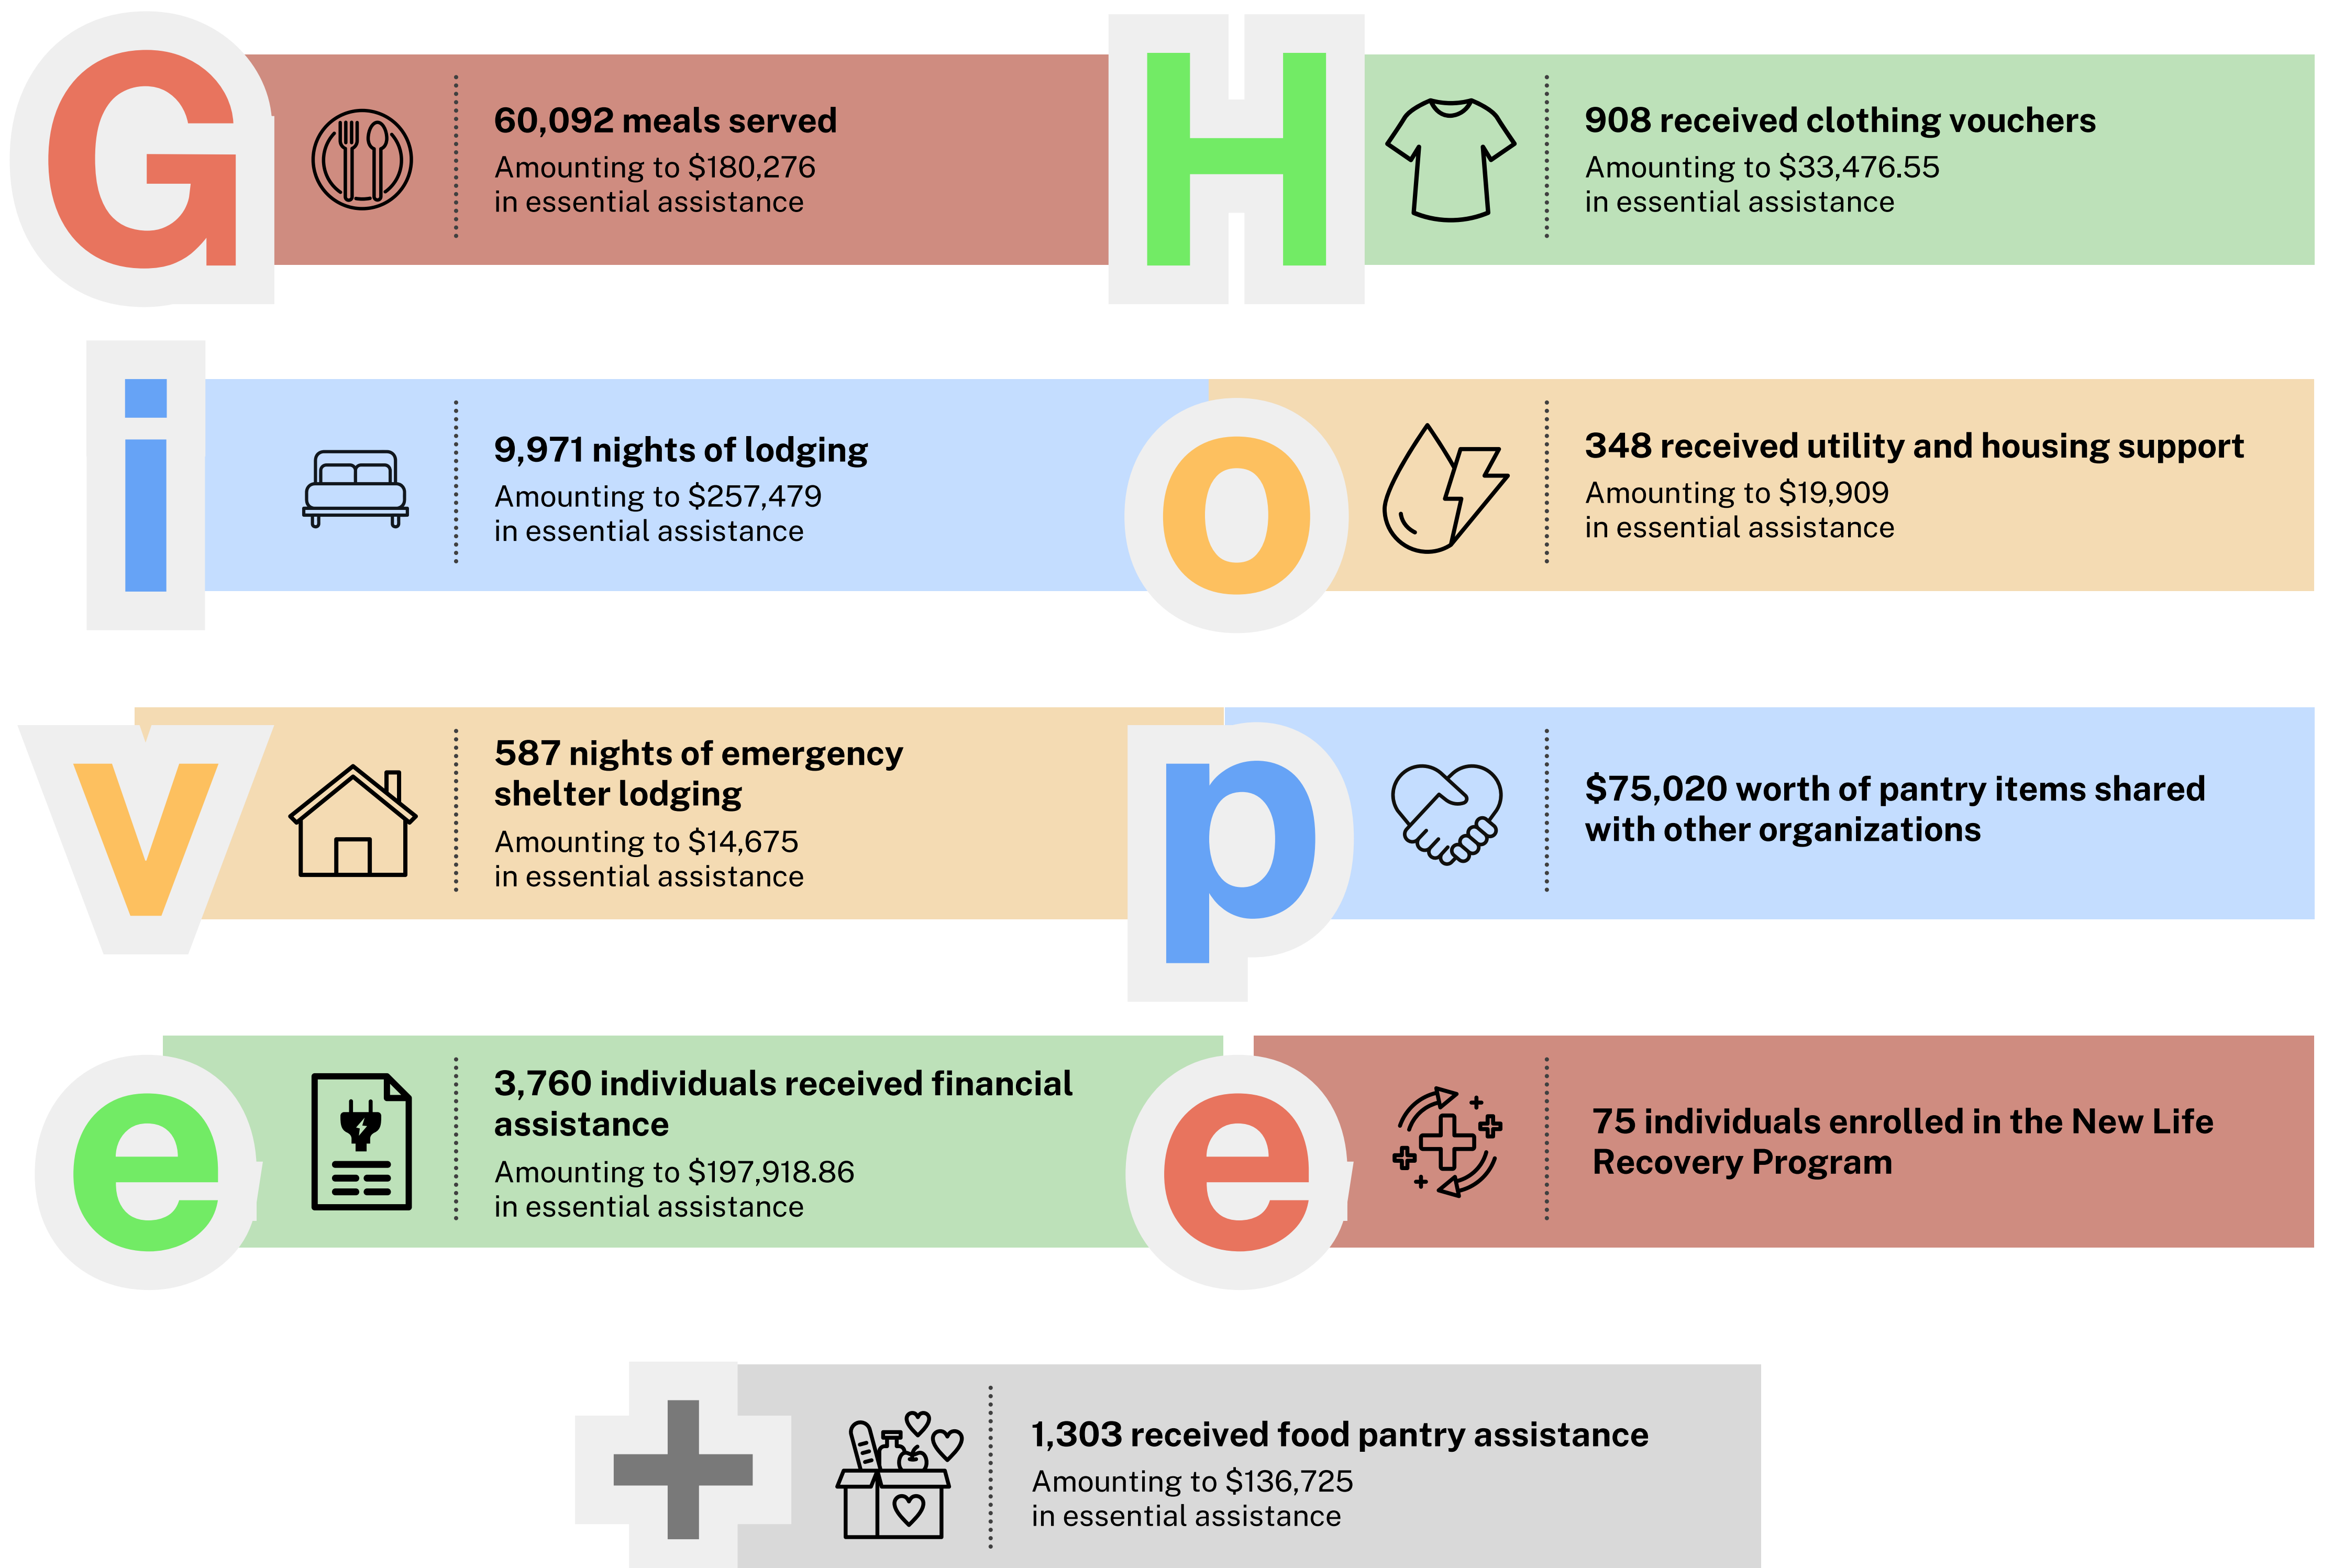 G
60,092 meals served
Amounting to $180,276
in essential assistance
H
908 received clothing vouchers
Amounting to $33,476.55
in essential assistance
i
9,971 nights of lodging
Amounting to $257,479
in essential assistance
o
348 received utility and housing support
Amounting to $19,909
in essential assistance
v
587 nights of emergency
shelter lodging
Amounting to $14,675
in essential assistance
p
$75,020 worth of pantry items shared
with other organizations
e
3,760 individuals received financial
assistance
Amounting to $197,918.86
in essential assistance
e
75 individuals enrolled in the New Life
Recovery Program
+
1,303 received food pantry assistance
Amounting to $136,725
in essential assistance